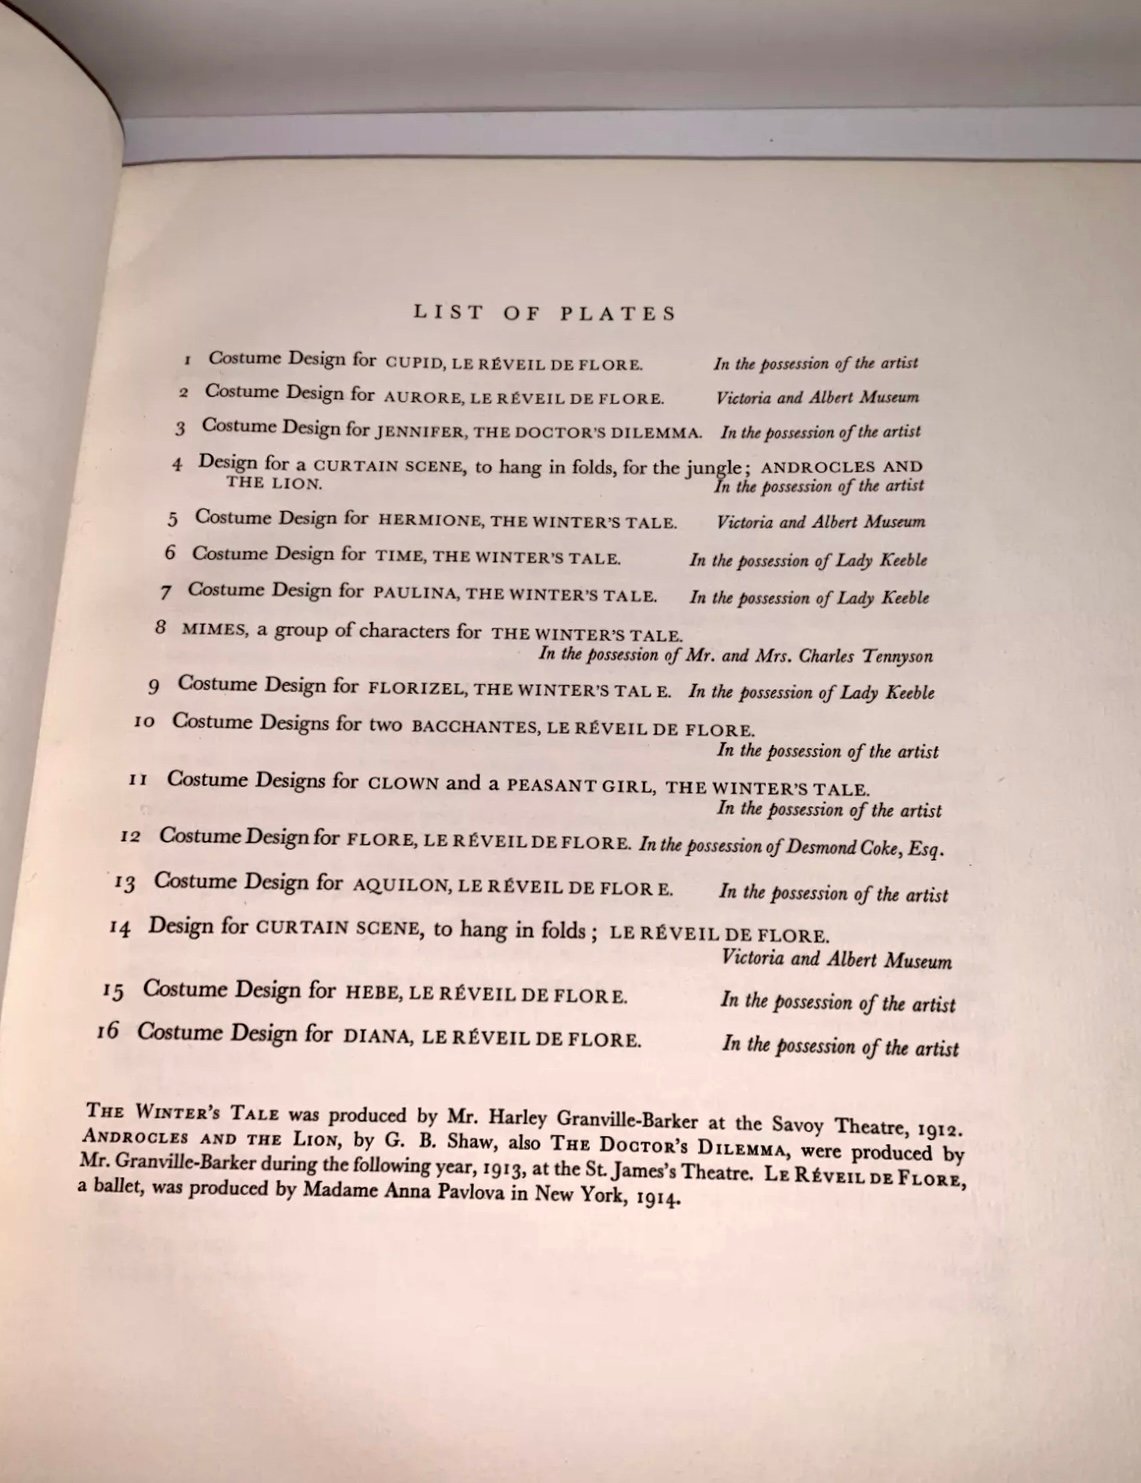 LIST OF PLATES
1 Costume Design for CUPID, LE RÉVEIL DE FLORE. In the possession of the artist
2 Costume Design for AURORE, LE RÉVEIL DE FLORE. Victoria and Albert Museum
3 Costume Design for JENNIFER, THE DOCTOR'S DILEMMA. In the possession of the artist
4 Design for a CURTAIN SCENE, to hang in folds, for the jungle; ANDROCLES AND
THE LION. In the possession of the artist
5 Costume Design for HERMIONE, THE WINTER'S TALE. Victoria and Albert Museum
6 Costume Design for TIME, THE WINTER'S TALE. In the possession of Lady Keeble
7 Costume Design for PAULINA, THE WINTER'S TALE. In the possession of Lady Keeble
8 MIMES, a group of characters for THE WINTER'S TALE.
In the possession of Mr. and Mrs. Charles Tennyson
9 Costume Design for FLORIZEL, THE WINTER'S TALE. In the possession of Lady Keeble
10 Costume Designs for two BACCHANTES, LE RÉVEIL DE FLORE.
In the possession of the artist
11 Costume Designs for CLOWN and a PEASANT GIRL, THE WINTER'S TALE.
In the possession of the artist
12 Costume Design for FLORE, LE RÉVEIL DE FLORE. In the possession of Desmond Coke, Esq.
13 Costume Design for AQUILON, LE RÉVEIL DE FLORE. In the possession of the artist
14 Design for CURTAIN SCENE, to hang in folds; LE RÉVEIL DE FLORE.
Victoria and Albert Museum
15 Costume Design for HEBE, LE RÉVEIL DE FLORE. In the possession of the artist
16 Costume Design for DIANA, LE RÉVEIL DE FLORE. In the possession of the artist
THE WINTER'S TALE was produced by Mr. Harley Granville-Barker at the Savoy Theatre, 1912.
ANDROCLES AND THE LION, by G. B. Shaw, also THE DOCTOR'S DILEMMA, were produced by
Mr. Granville-Barker during the following year, 1913, at the St. James's Theatre. LE RÉVEIL DE FLORE,
a ballet, was produced by Madame Anna Pavlova in New York, 1914.